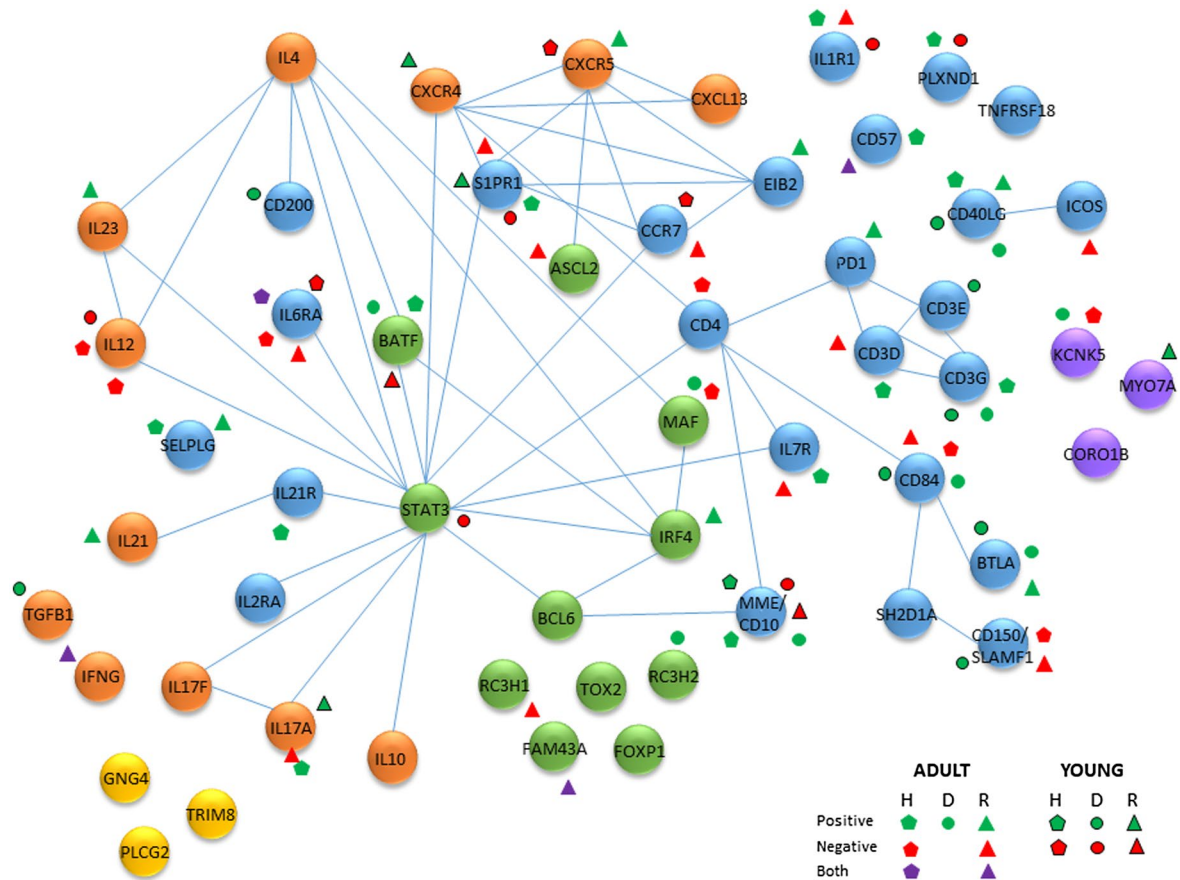 IL4
CXCR4
CXCR5
CXCL13
IL1R1
PLXND1
TNFRSF18
CD57
IL23
CD200
S1PR1
EIB2
CCR7
CD40LG
ICOS
ASCL2
PD1
IL12
IL6RA
BATF
CD4
CD3E
CD3D
CD3G
KCNK5
MYO7A
SELPLG
MAF
IL7R
CORO1B
CD84
IL21R
STAT3
IL21
IRF4
BTLA
TGFB1
IL2RA
BCL6
MME/
CD10
SH2D1A
CD150/
SLAMF1
IFNG
IL17F
RC3H1
TOX2
RC3H2
IL17A
IL10
FAM43A
FOXP1
GNG4
TRIM8
PLCG2
ADULT YOUNG
H D R H D R
Positive
Negative
Both